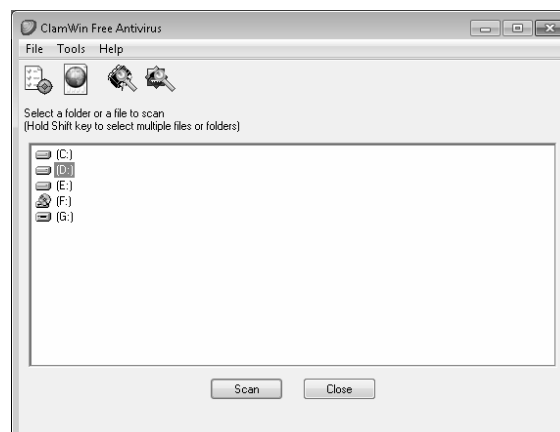 ClamWin Free Antivirus
File Tools Help
Select a folder or a file to scan
(Hold Shift key to select multiple files or folders)
(C:)
(D:)
(E:)
(F:)
(G:)
Scan Close